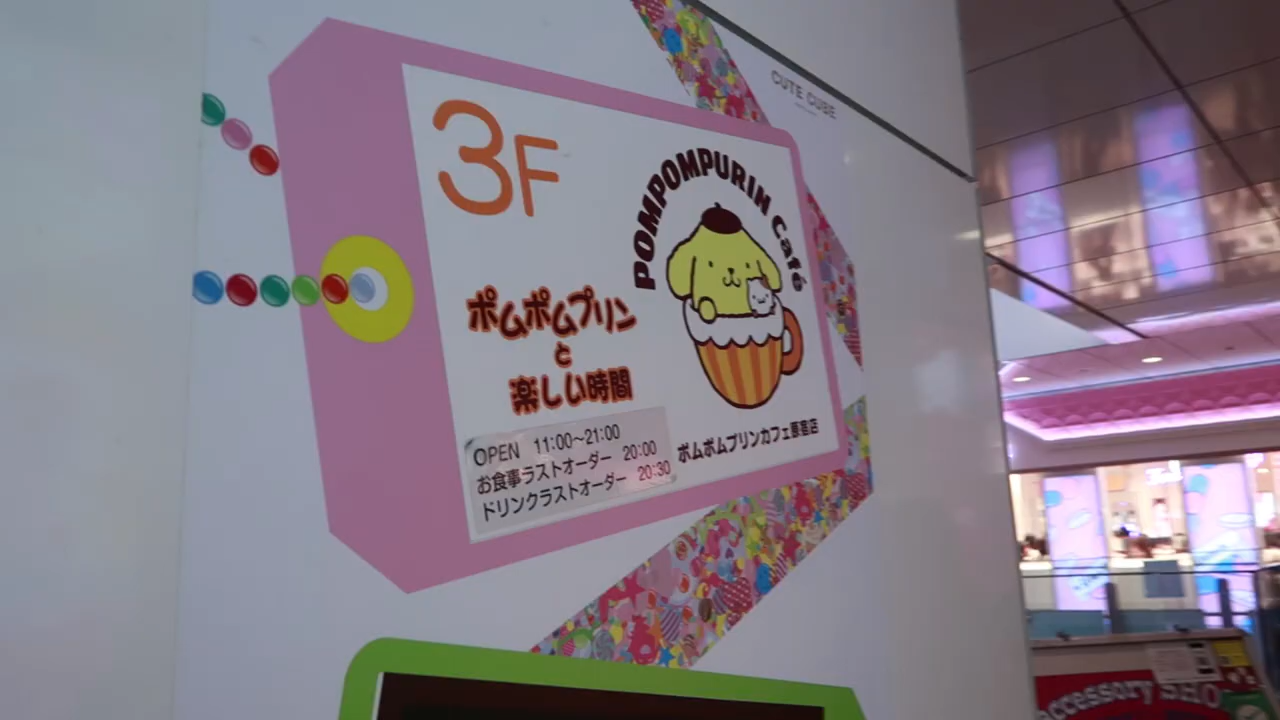 CUTE CUBE
3F
POMPOMPURIN Café
ポムポムプリン
と
楽しい時間
OPEN 11:00～21:00
お食事ラストオーダー 20:00
ドリンクラストオーダー 20:30
ポムポムプリンカフェ原宿店
ccessory SHO